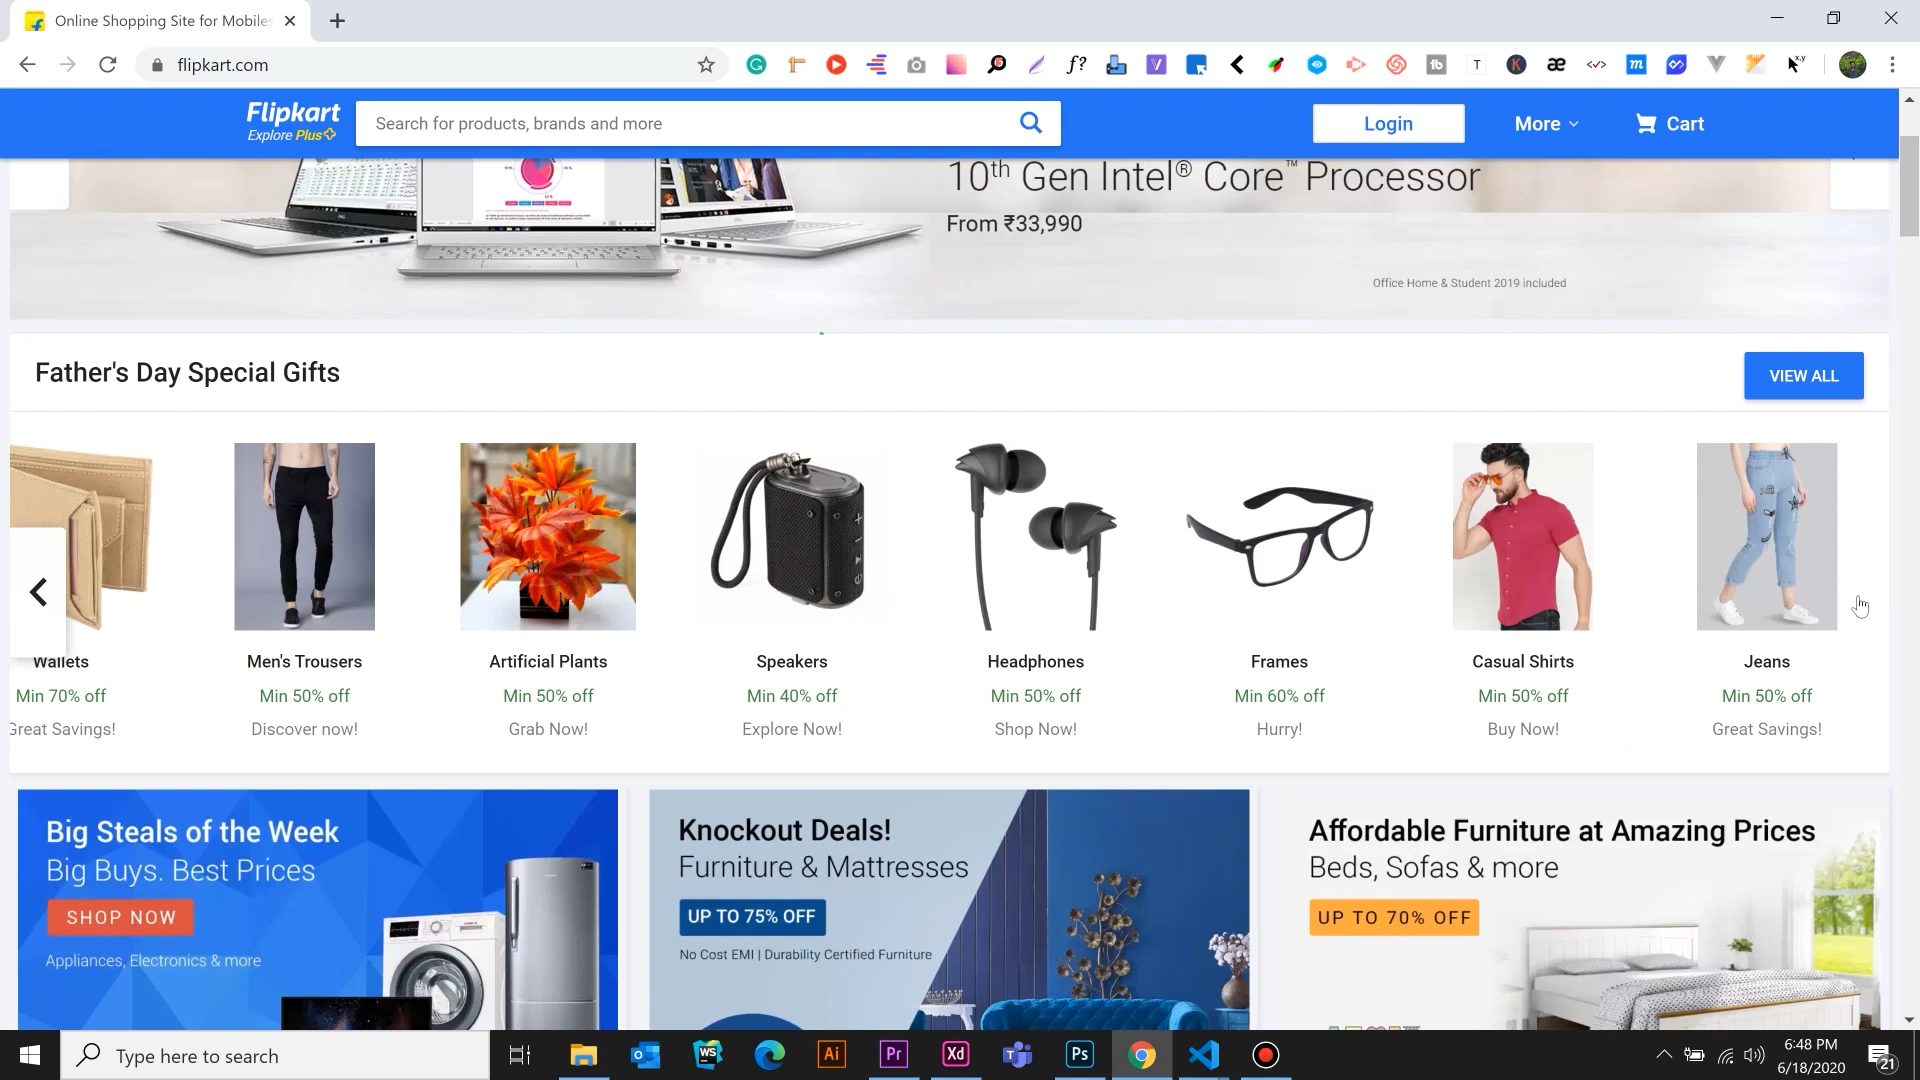 Online Shopping Site for Mobiles
flipkart.com
Flipkart
Explore Plus
Search for products, brands and more
Login
More
Cart
10th Gen Intel® Core™ Processor
From ₹33,990
Office Home & Student 2019 included
Father's Day Special Gifts
VIEW ALL
Wallets
Men's Trousers
Artificial Plants
Speakers
Headphones
Frames
Casual Shirts
Jeans
Min 70% off
Min 50% off
Min 50% off
Min 40% off
Min 50% off
Min 60% off
Min 50% off
Min 50% off
Great Savings!
Discover now!
Grab Now!
Explore Now!
Shop Now!
Hurry!
Buy Now!
Great Savings!
Big Steals of the Week
Big Buys. Best Prices
SHOP NOW
Appliances, Electronics & more
Knockout Deals!
Furniture & Mattresses
UP TO 75% OFF
No Cost EMI | Durability Certified Furniture
Affordable Furniture at Amazing Prices
Beds, Sofas & more
UP TO 70% OFF
Type here to search
WS
Ai
Pr
Xd
Ps
6:48 PM
6/18/2020
21